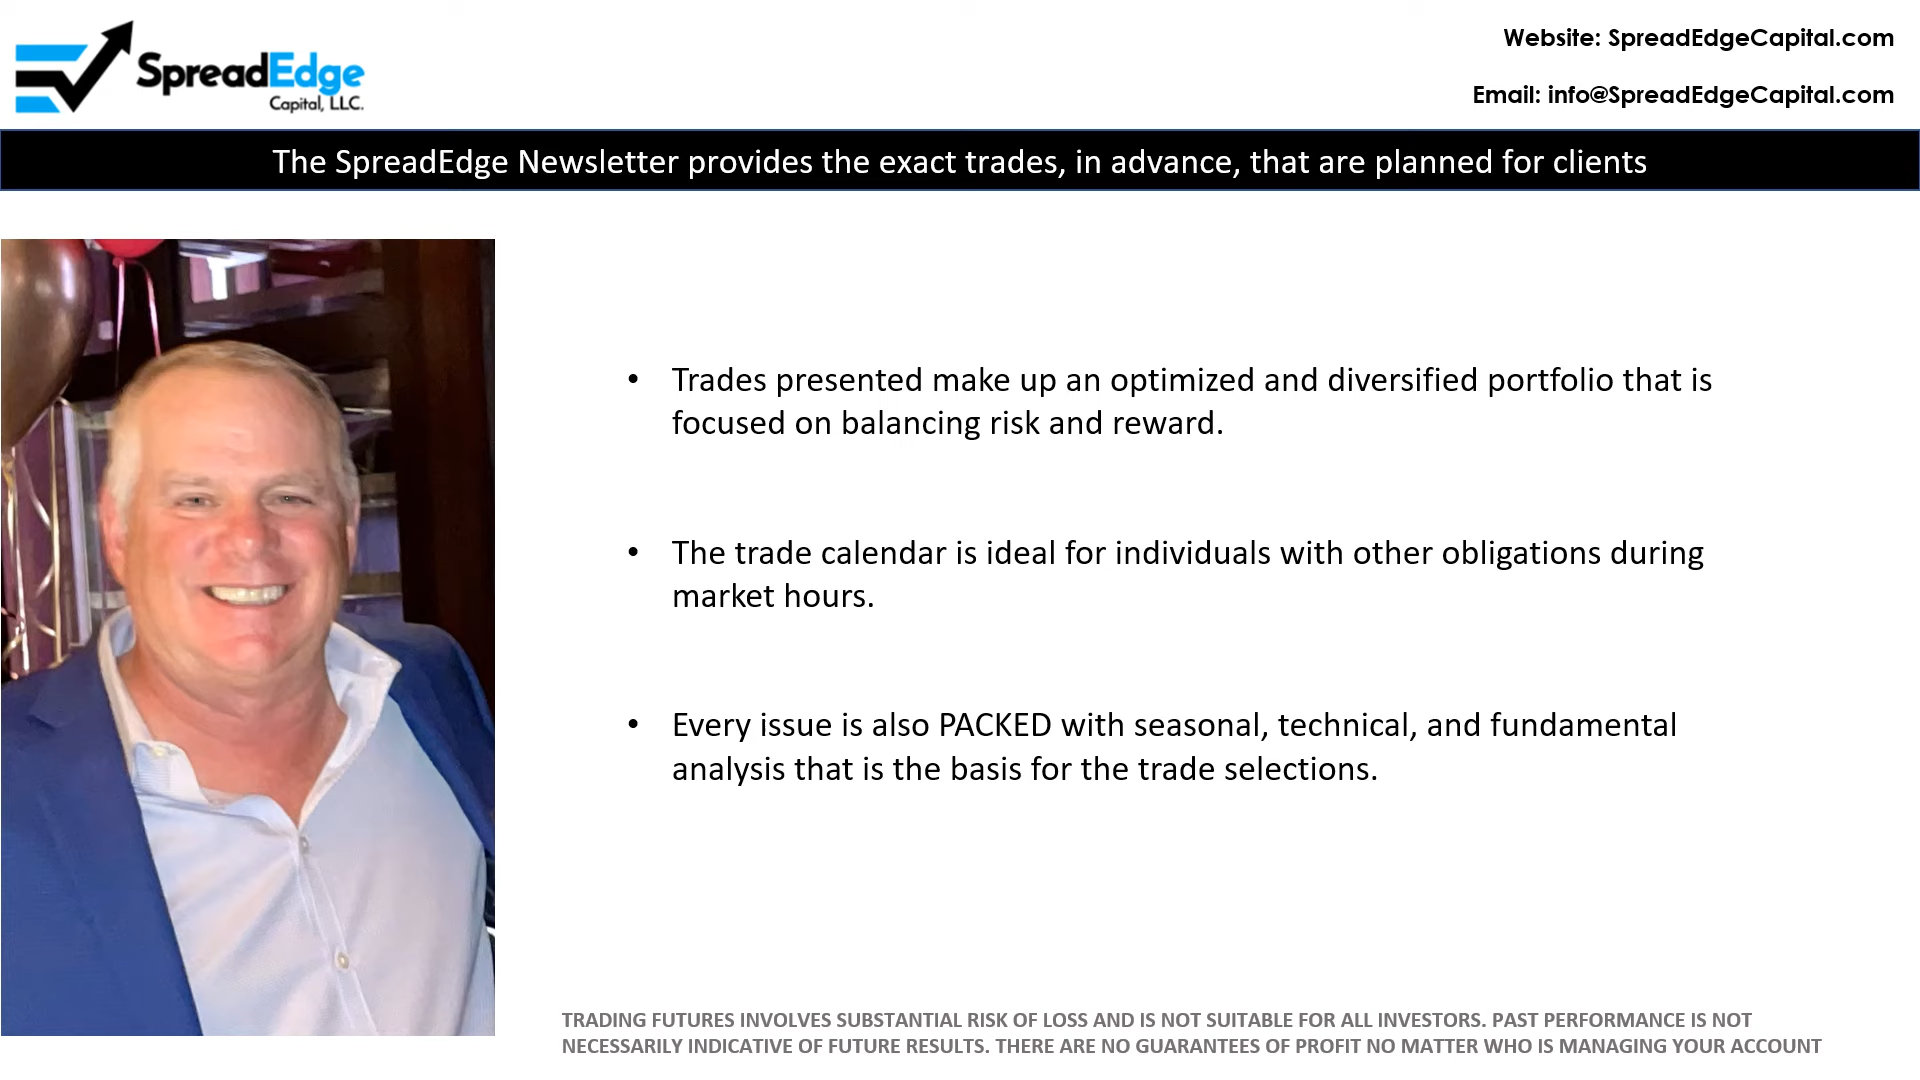 SpreadEdge
Capital, LLC.
Website: SpreadEdgeCapital.com
Email: info@SpreadEdgeCapital.com
The SpreadEdge Newsletter provides the exact trades, in advance, that are planned for clients
• Trades presented make up an optimized and diversified portfolio that is
focused on balancing risk and reward.
• The trade calendar is ideal for individuals with other obligations during
market hours.
• Every issue is also PACKED with seasonal, technical, and fundamental
analysis that is the basis for the trade selections.
TRADING FUTURES INVOLVES SUBSTANTIAL RISK OF LOSS AND IS NOT SUITABLE FOR ALL INVESTORS. PAST PERFORMANCE IS NOT
NECESSARILY INDICATIVE OF FUTURE RESULTS. THERE ARE NO GUARANTEES OF PROFIT NO MATTER WHO IS MANAGING YOUR ACCOUNT